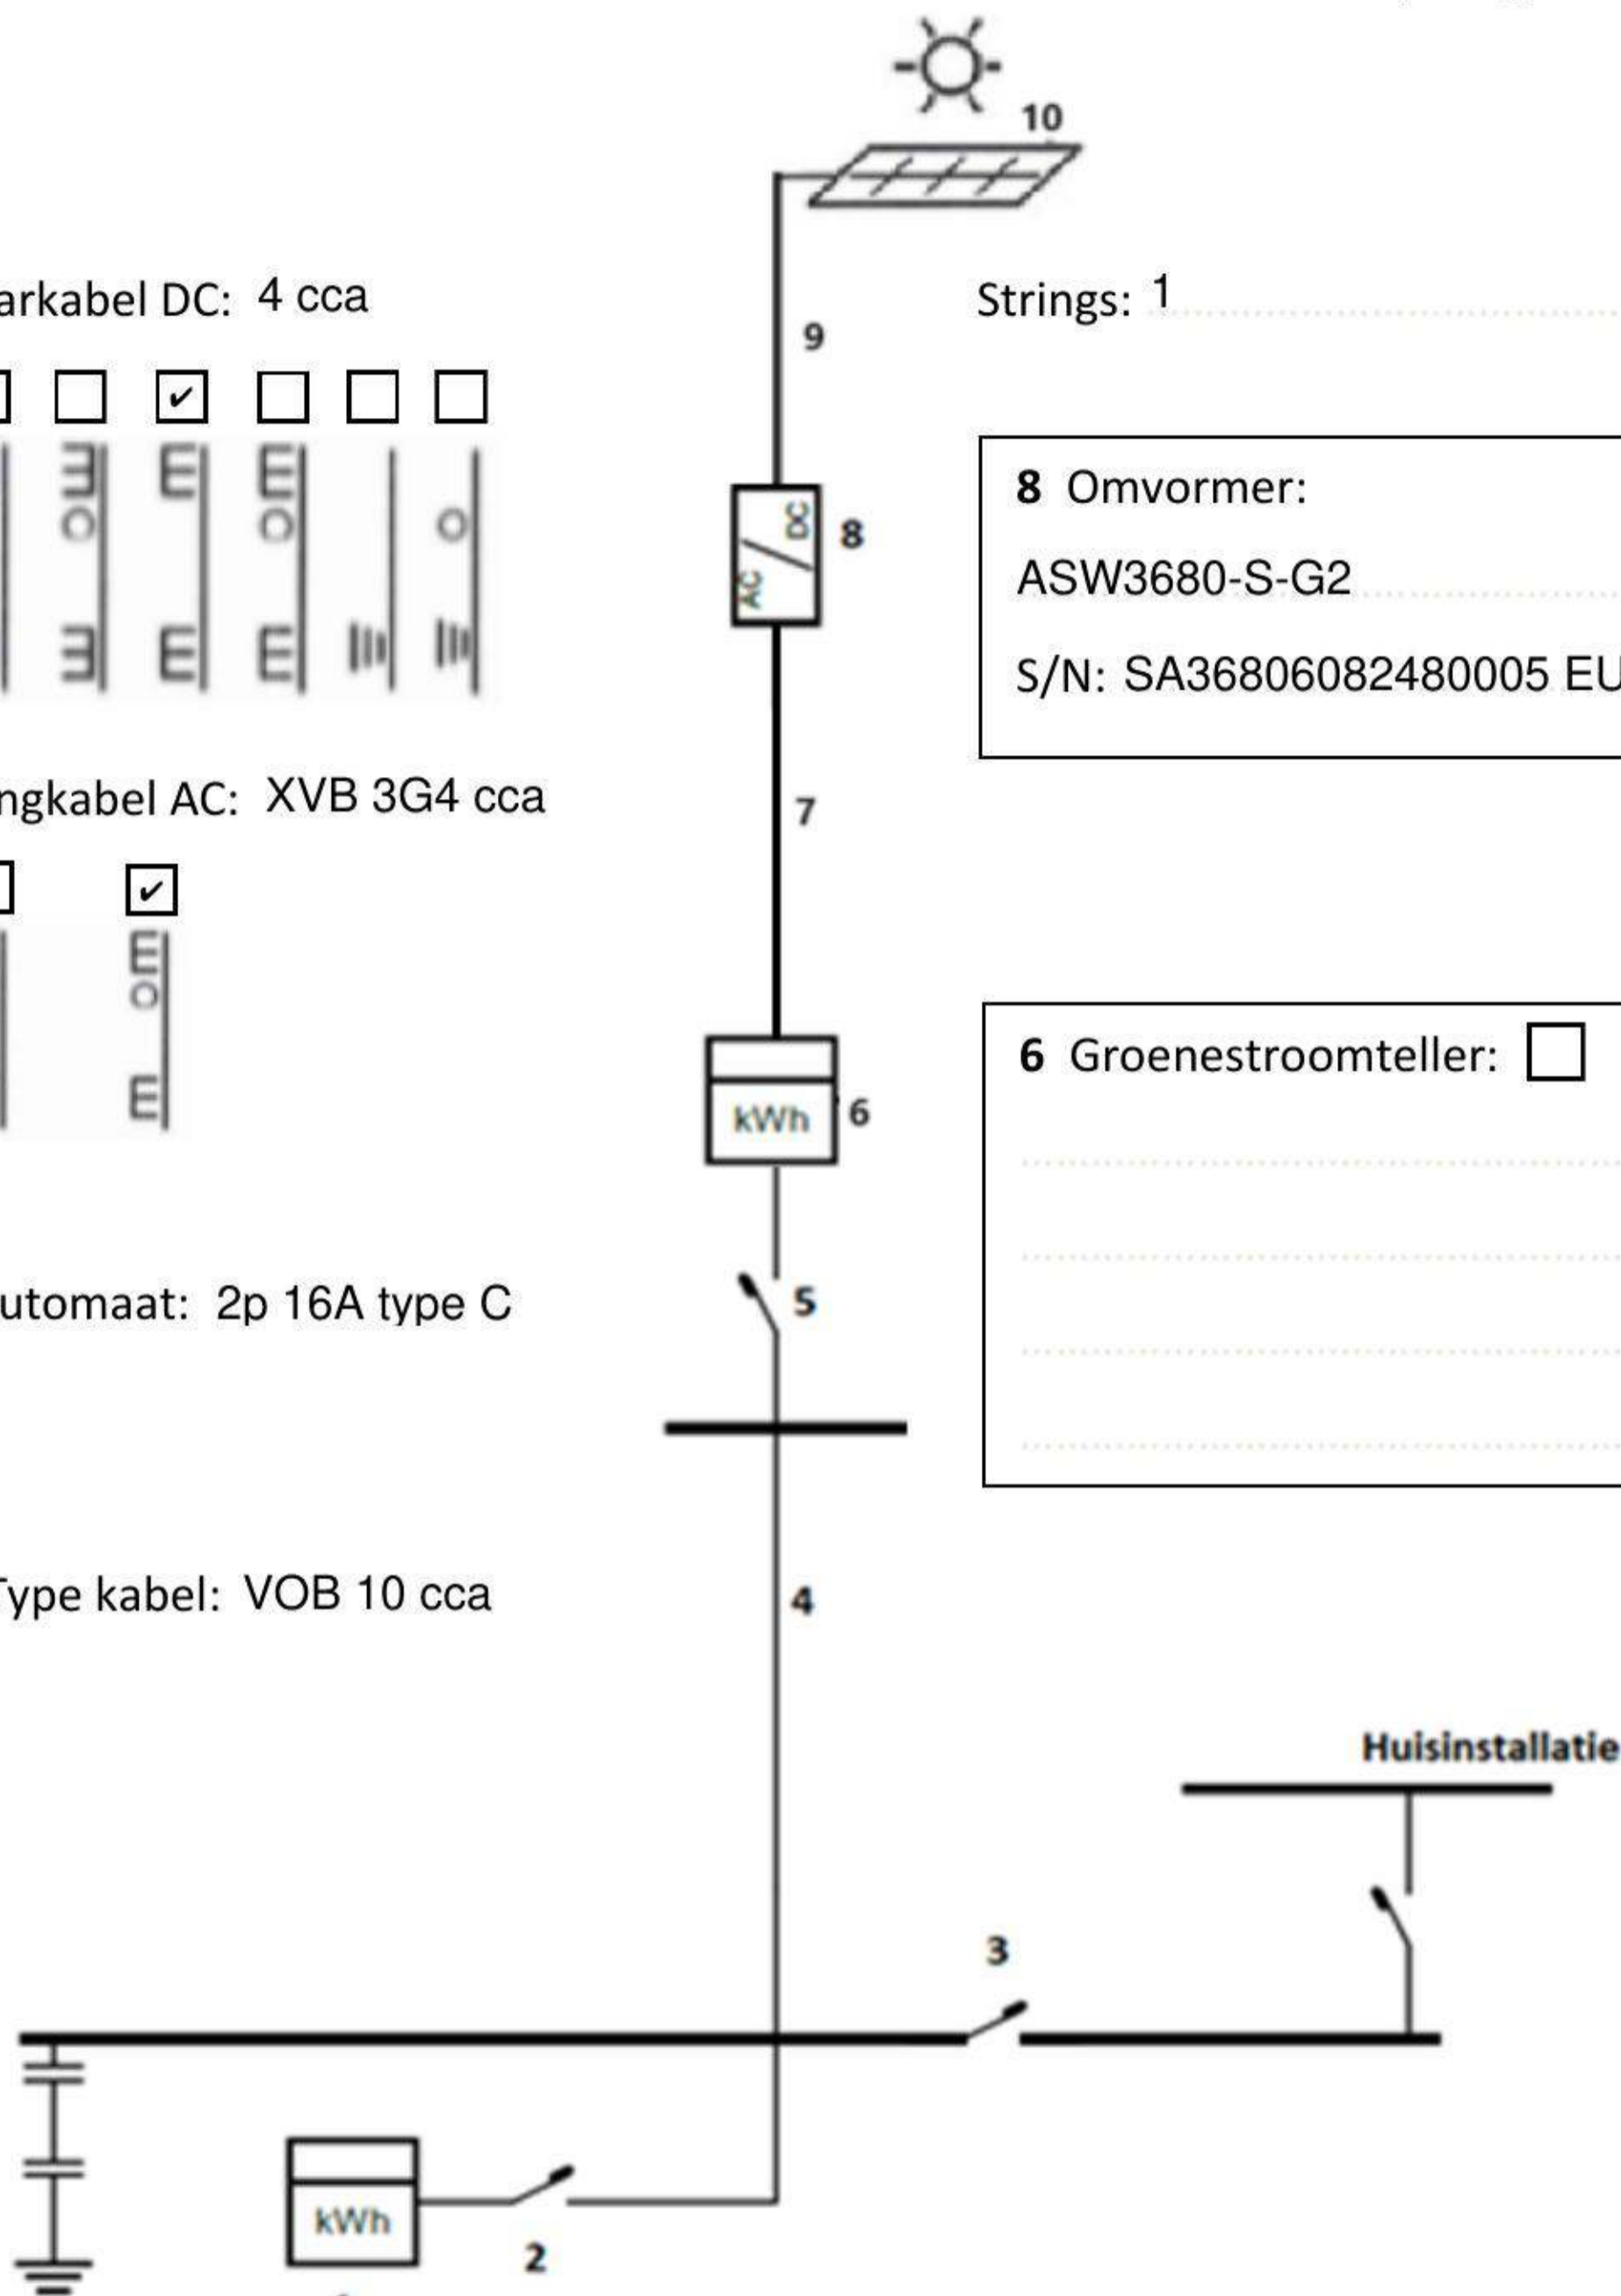 10
arkabel DC: 4 cca
Strings: 1
9
8 Omvormer:
DC
AC
8
ASW3680-S-G2
S/N: SA36806082480005 EU
ngkabel AC: XVB 3G4 cca
7
6 Groenestroomteller:
kWh
6
utomaat: 2p 16A type C
5
Type kabel: VOB 10 cca
4
Huisinstallatie
3
kWh
2